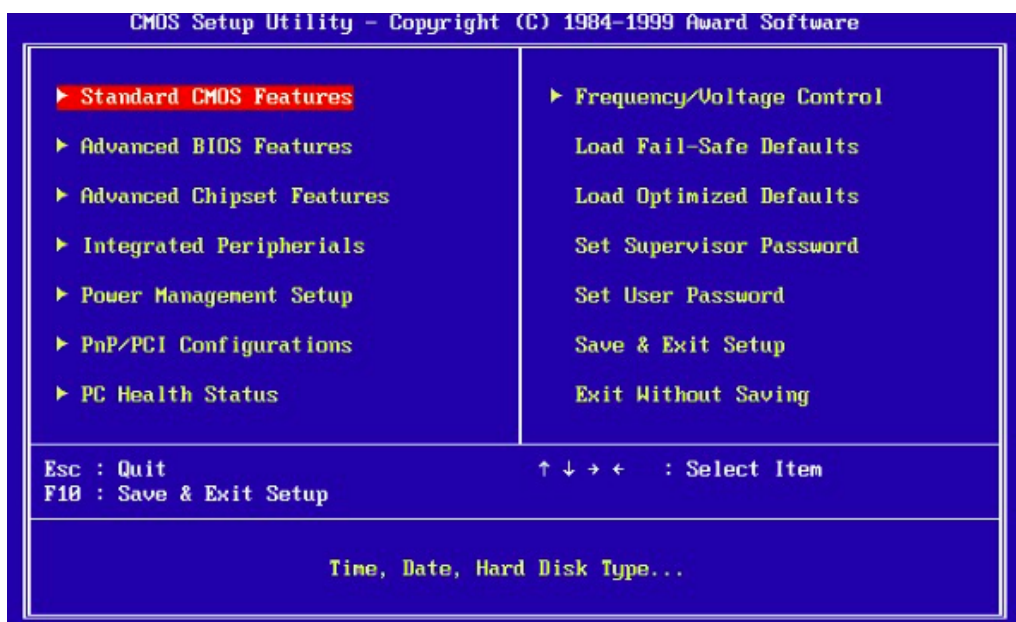 CMOS Setup Utility - Copyright (C) 1984-1999 Award Software
▶ Standard CMOS Features
▶ Advanced BIOS Features
▶ Advanced Chipset Features
▶ Integrated Peripherials
▶ Power Management Setup
▶ PnP/PCI Configurations
▶ PC Health Status
▶ Frequency/Voltage Control
Load Fail-Safe Defaults
Load Optimized Defaults
Set Supervisor Password
Set User Password
Save & Exit Setup
Exit Without Saving
Esc : Quit
F10 : Save & Exit Setup
↑ ↓ → ← : Select Item
Time, Date, Hard Disk Type...